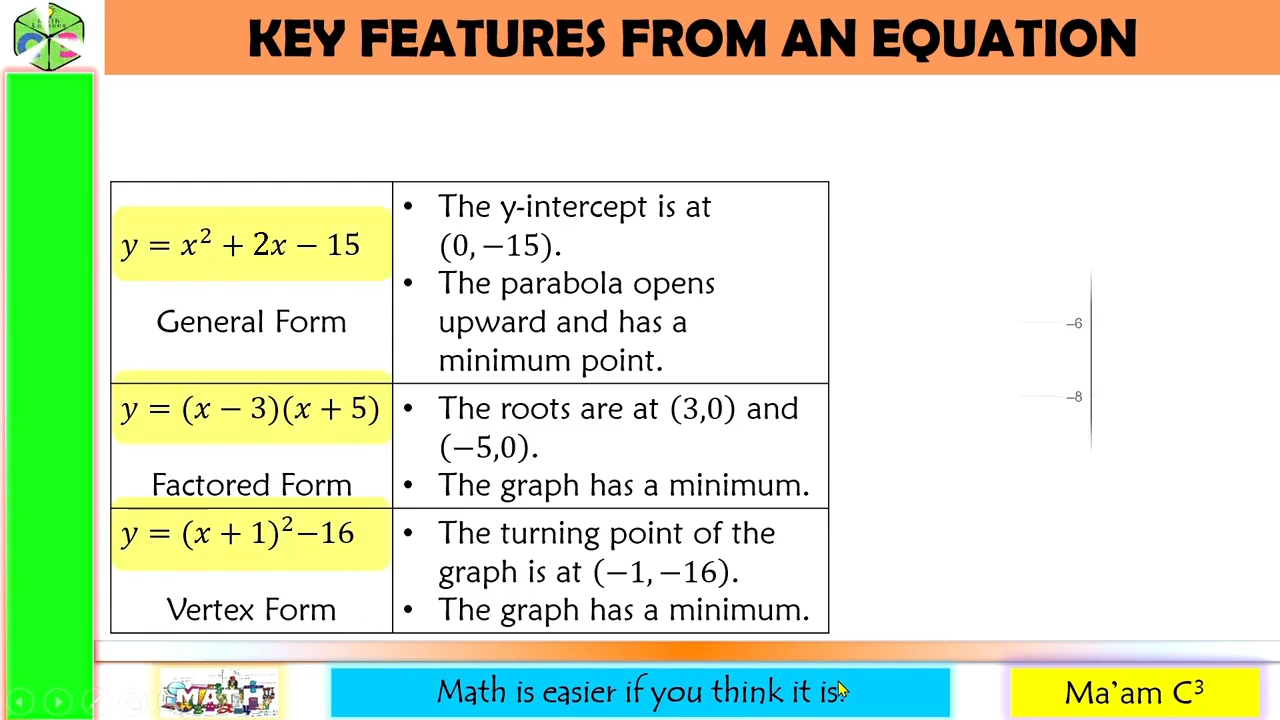 KEY FEATURES FROM AN EQUATION
y = x² + 2x − 15
General Form
• The y-intercept is at
(0, −15).
• The parabola opens
upward and has a
minimum point.
y = (x − 3)(x + 5)
Factored Form
• The roots are at (3,0) and
(−5,0).
• The graph has a minimum.
y = (x + 1)²−16
Vertex Form
• The turning point of the
graph is at (−1, −16).
• The graph has a minimum.
−6
−8
MATH
Math is easier if you think it is!
Ma'am C³